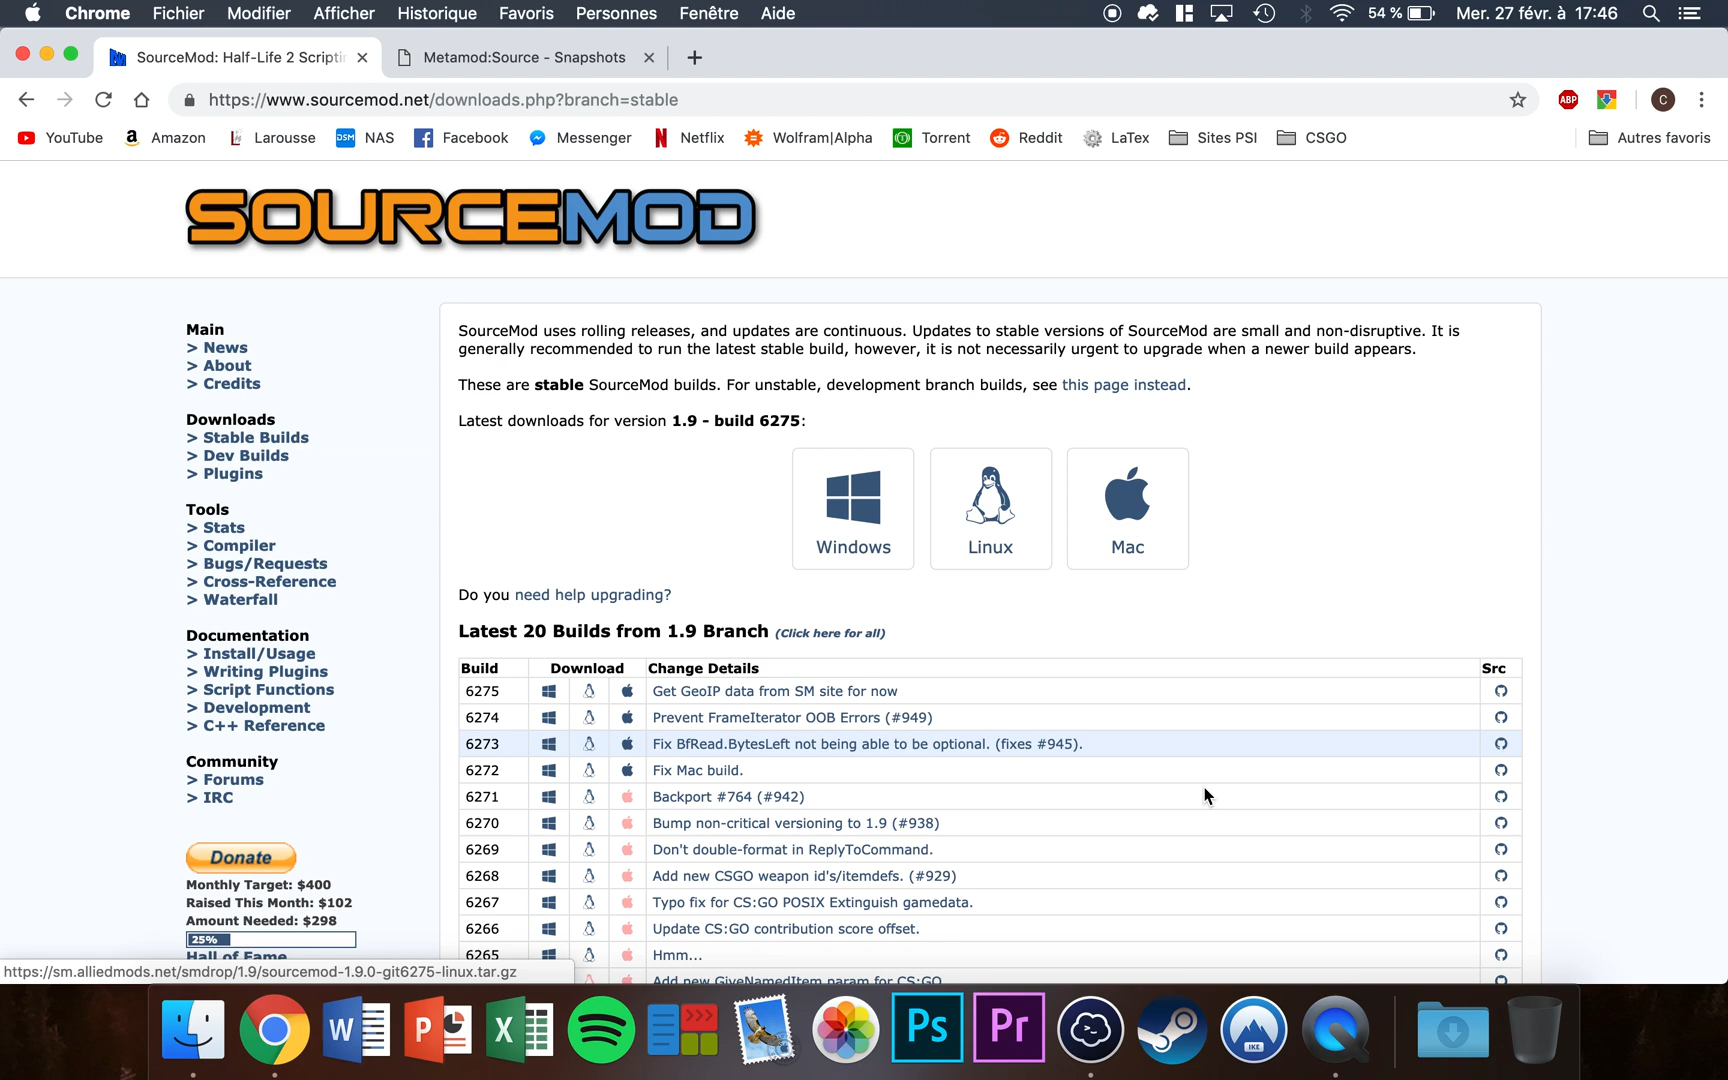 Chrome Fichier Modifier Afficher Historique Favoris Personnes Fenêtre Aide 54 % Mer. 27 févr. à 17:46
SourceMod: Half-Life 2 Scriptin Metamod:Source - Snapshots
https://www.sourcemod.net/downloads.php?branch=stable ABP C
YouTube Amazon Larousse NAS Facebook Messenger Netflix Wolfram|Alpha Torrent Reddit LaTex Sites PSI CSGO Autres favoris
SOURCEMOD
Main
> News
> About
> Credits
Downloads
> Stable Builds
> Dev Builds
> Plugins
Tools
> Stats
> Compiler
> Bugs/Requests
> Cross-Reference
> Waterfall
Documentation
> Install/Usage
> Writing Plugins
> Script Functions
> Development
> C++ Reference
Community
> Forums
> IRC
Donate
Monthly Target: $400
Raised This Month: $102
Amount Needed: $298
25%
Hall of Fame
SourceMod uses rolling releases, and updates are continuous. Updates to stable versions of SourceMod are small and non-disruptive. It is
generally recommended to run the latest stable build, however, it is not necessarily urgent to upgrade when a newer build appears.
These are stable SourceMod builds. For unstable, development branch builds, see this page instead.
Latest downloads for version 1.9 - build 6275:
Windows Linux Mac
Do you need help upgrading?
Latest 20 Builds from 1.9 Branch (Click here for all)
Build Download Change Details Src
6275 Get GeoIP data from SM site for now
6274 Prevent FrameIterator OOB Errors (#949)
6273 Fix BfRead.BytesLeft not being able to be optional. (fixes #945).
6272 Fix Mac build.
6271 Backport #764 (#942)
6270 Bump non-critical versioning to 1.9 (#938)
6269 Don't double-format in ReplyToCommand.
6268 Add new CSGO weapon id's/itemdefs. (#929)
6267 Typo fix for CS:GO POSIX Extinguish gamedata.
6266 Update CS:GO contribution score offset.
6265 Hmm...
Add new GiveNamedItem param for CS:GO
https://sm.alliedmods.net/smdrop/1.9/sourcemod-1.9.0-git6275-linux.tar.gz
W P X Ps Pr IKE